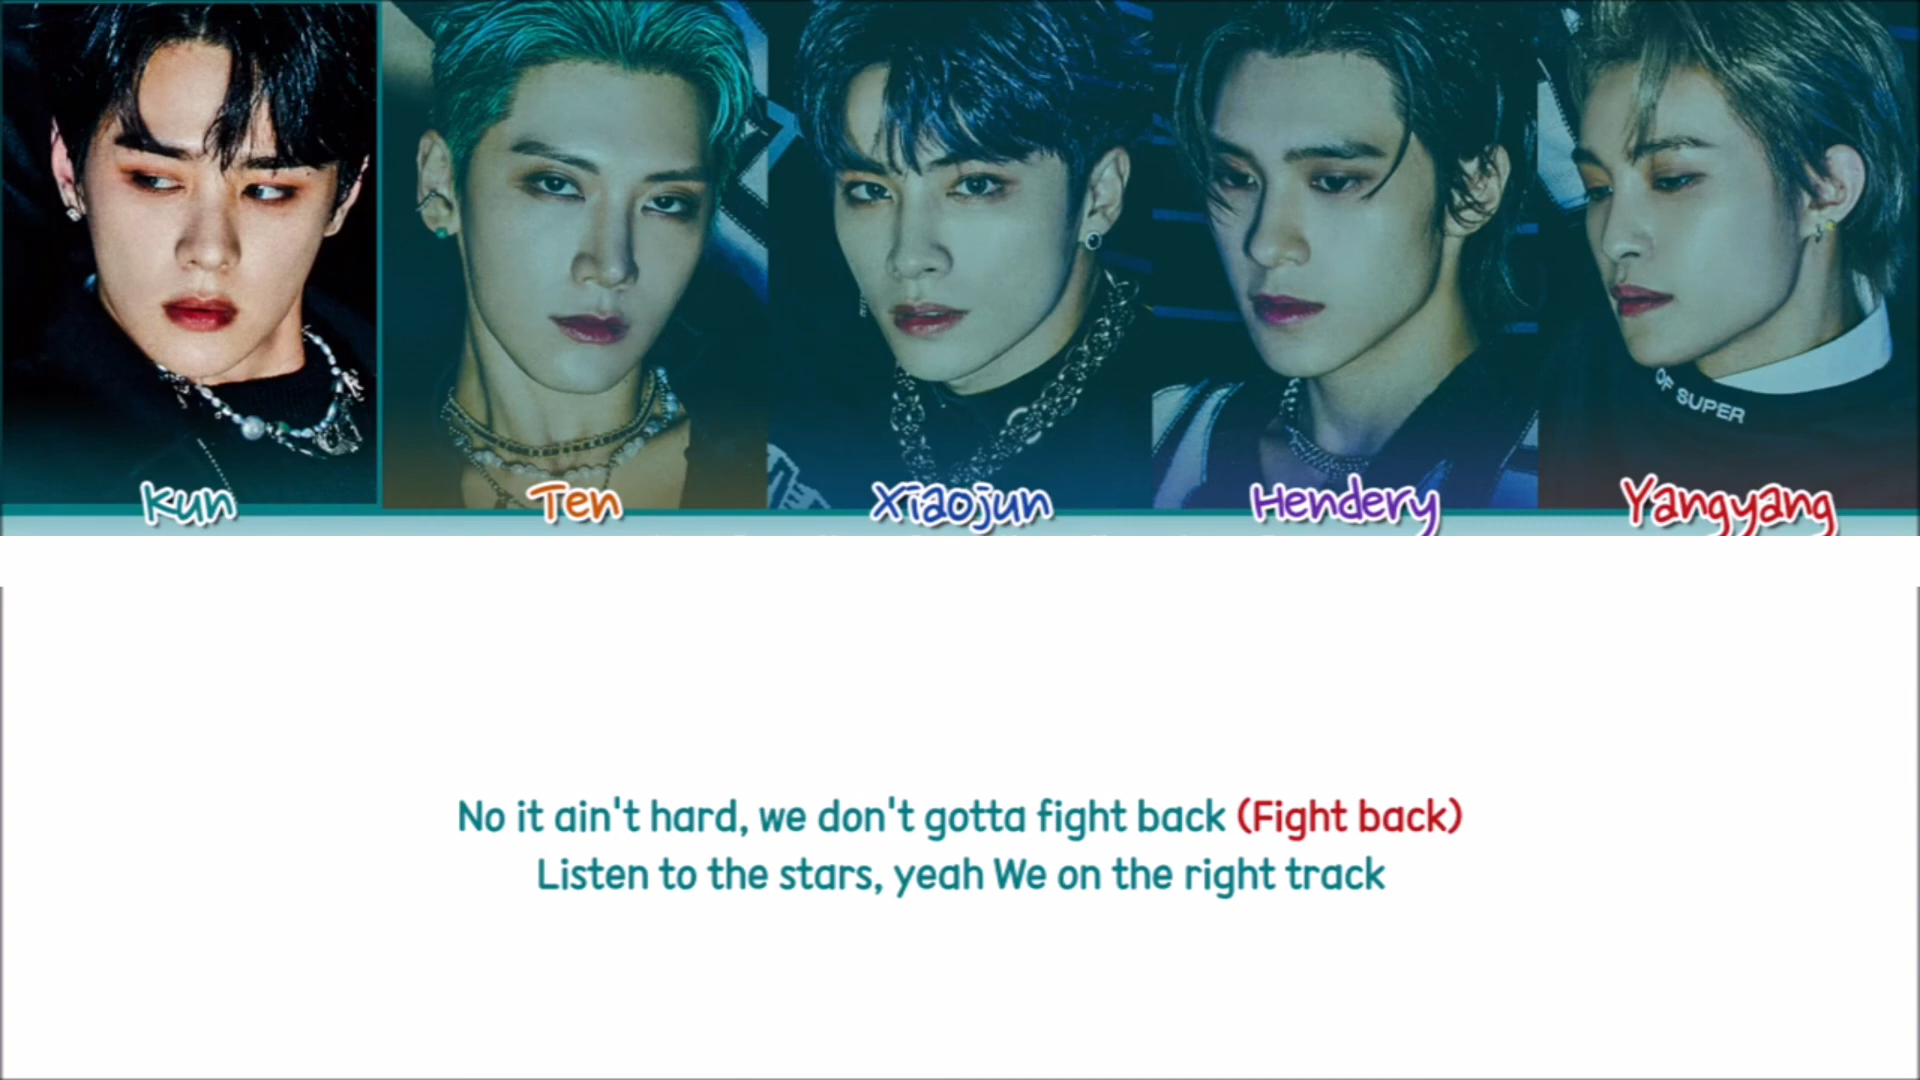 OF SUPER
Kun
Ten
Xiaojun
Hendery
Yangyang
No it ain't hard, we don't gotta fight back (Fight back)
Listen to the stars, yeah We on the right track